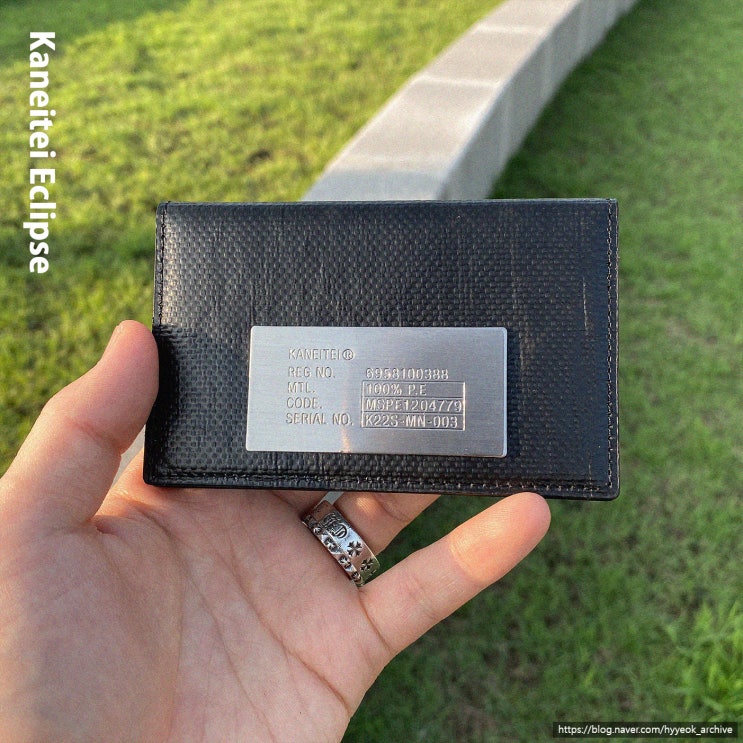 Kaneitei Eclipse
KANEITEI®
REG NO. 6958100388
MTL. 100% P.E
CODE. MSPE1204779
SERIAL NO. K22S-MN-003
https://blog.naver.com/hyyeok_archive